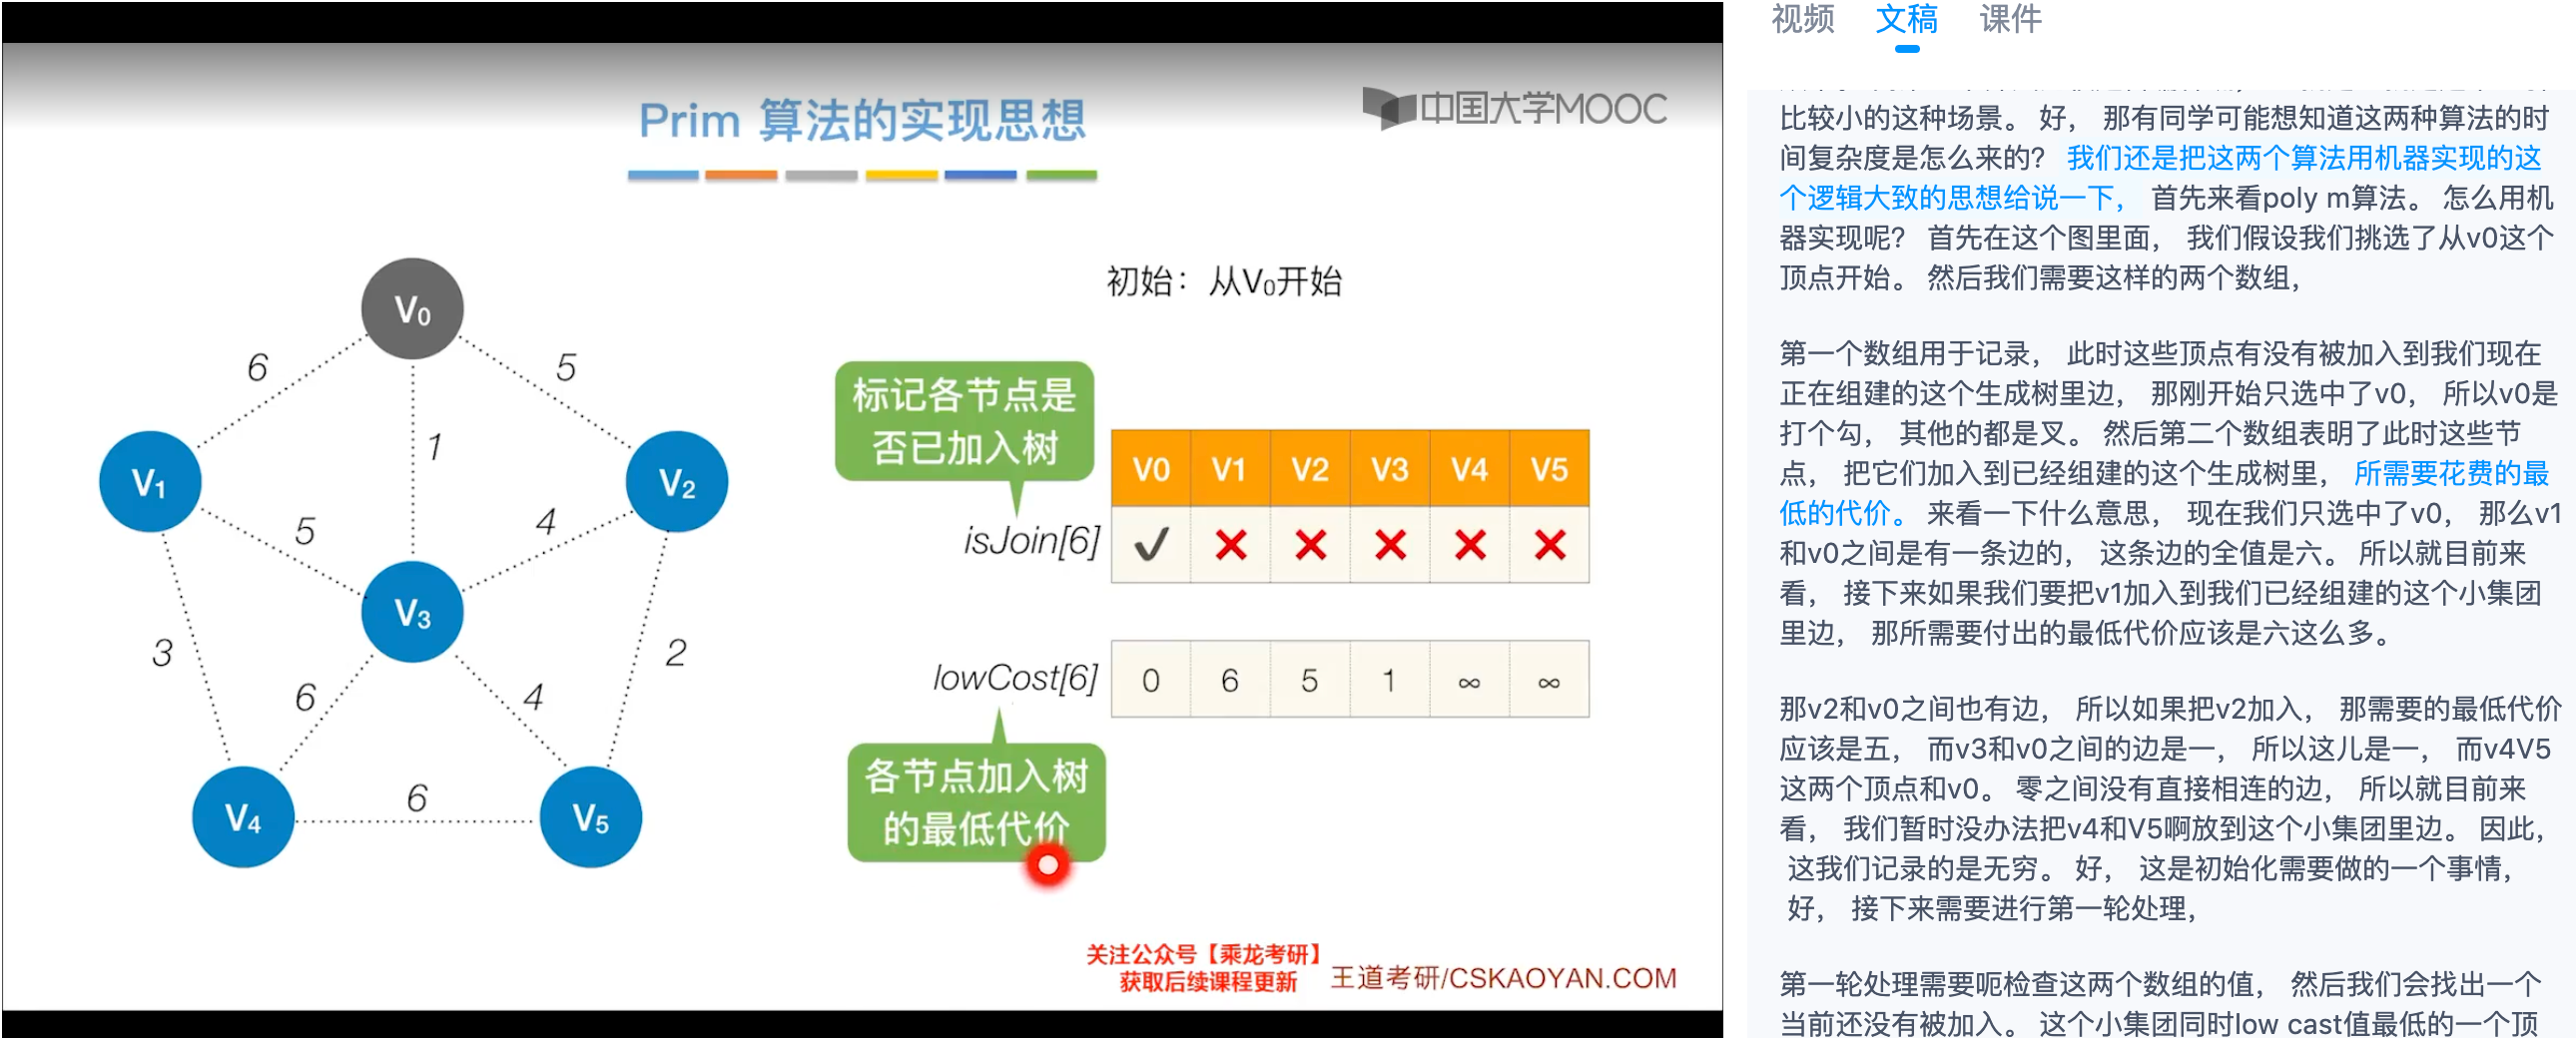 中国大学MOOC
Prim 算法的实现思想
初始：从V₀开始
V₀
6
5
1
V₁
V₂
5
4
V₃
3
6
4
2
V₄
6
V₅
标记各节点是
否已加入树
V0 V1 V2 V3 V4 V5
isJoin[6] ✓ ✕ ✕ ✕ ✕ ✕
lowCost[6] 0 6 5 1 ∞ ∞
各节点加入树
的最低代价
关注公众号【乘龙考研】
获取后续课程更新
王道考研/CSKAOYAN.COM
视频 文稿 课件
比较小的这种场景。 好， 那有同学可能想知道这两种算法的时
间复杂度是怎么来的？ 我们还是把这两个算法用机器实现的这
个逻辑大致的思想给说一下， 首先来看poly m算法。 怎么用机
器实现呢？ 首先在这个图里面， 我们假设我们挑选了从v0这个
顶点开始。 然后我们需要这样的两个数组，
第一个数组用于记录， 此时这些顶点有没有被加入到我们现在
正在组建的这个生成树里边， 那刚开始只选中了v0， 所以v0是
打个勾， 其他的都是叉。 然后第二个数组表明了此时这些节
点， 把它们加入到已经组建的这个生成树里， 所需要花费的最
低的代价。 来看一下什么意思， 现在我们只选中了v0， 那么v1
和v0之间是有一条边的， 这条边的全值是六。 所以就目前来
看， 接下来如果我们要把v1加入到我们已经组建的这个小集团
里边， 那所需要付出的最低代价应该是六这么多。
那v2和v0之间也有边， 所以如果把v2加入， 那需要的最低代价
应该是五， 而v3和v0之间的边是一， 所以这儿是一， 而v4V5
这两个顶点和v0。 零之间没有直接相连的边， 所以就目前来
看， 我们暂时没办法把v4和V5啊放到这个小集团里边。 因此，
这我们记录的是无穷。 好， 这是初始化需要做的一个事情，
好， 接下来需要进行第一轮处理，
第一轮处理需要呃检查这两个数组的值， 然后我们会找出一个
当前还没有被加入。 这个小集团同时low cast值最低的一个顶